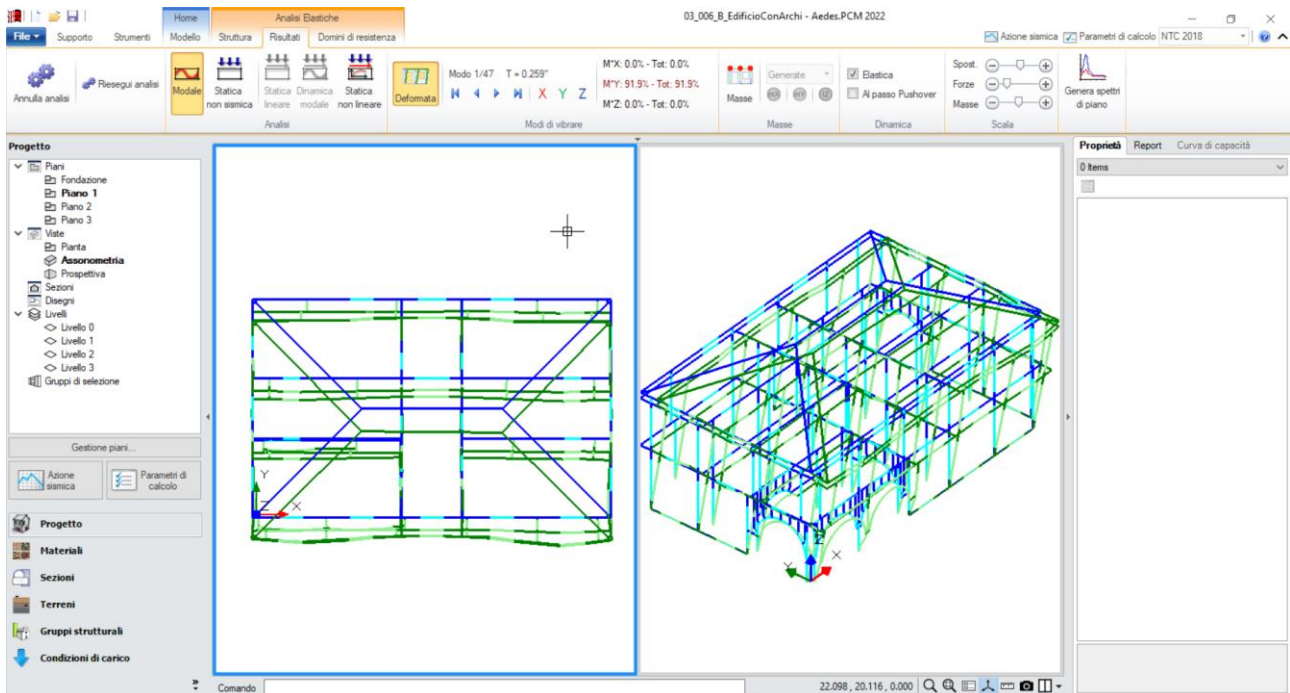 03_006_B_EdificioConArchi - Aedes.PCM 2022
Home Analisi Elastiche
File Supporto Strumenti Modello Struttura Risultati Domini di resistenza
Azione sismica Parametri di calcolo NTC 2018
Annulla analisi
Riesegui analisi
Modale
Statica non sismica
Statica lineare
Dinamica modale
Statica non lineare
Analisi
Deformata
Modo 1/47 T = 0.259"
X Y Z
M*X: 0.0% - Tot: 0.0%
M*Y: 91.9% - Tot: 91.9%
M*Z: 0.0% - Tot: 0.0%
Modi di vibrare
Masse
Generate
Masse
Elastica
Al passo Pushover
Dinamica
Spost.
Forze
Masse
Scala
Genera spettri
di piano
Progetto
Piani
Fondazione
Piano 1
Piano 2
Piano 3
Viste
Pianta
Assonometria
Prospettiva
Sezioni
Disegni
Livelli
Livello 0
Livello 1
Livello 2
Livello 3
Gruppi di selezione
Gestione piani...
Azione
sismica
Parametri di
calcolo
Progetto
Materiali
Sezioni
Terreni
Gruppi strutturali
Condizioni di carico
Y
Z X
Z
Y X
Proprietà Report Curva di capacità
0 Items
Comando
22.098 , 20.116 , 0.000